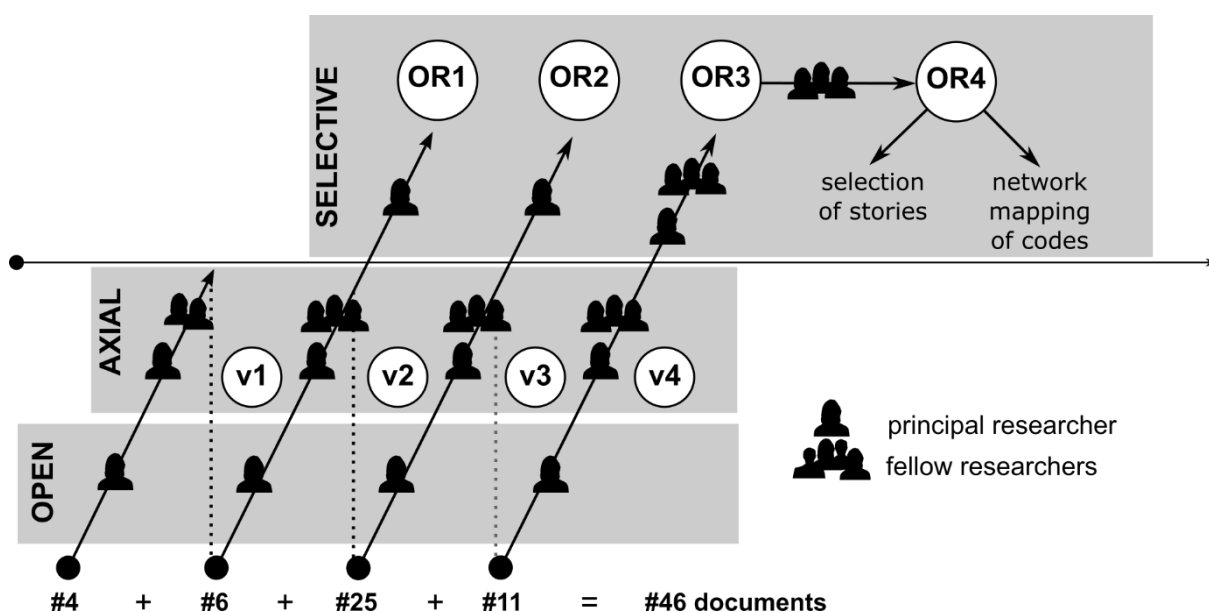 SELECTIVE
OR1
OR2
OR3
OR4
selection
of stories
network
mapping
of codes
AXIAL
v1
v2
v3
v4
OPEN
principal researcher
fellow researchers
#4 + #6 + #25 + #11 = #46 documents